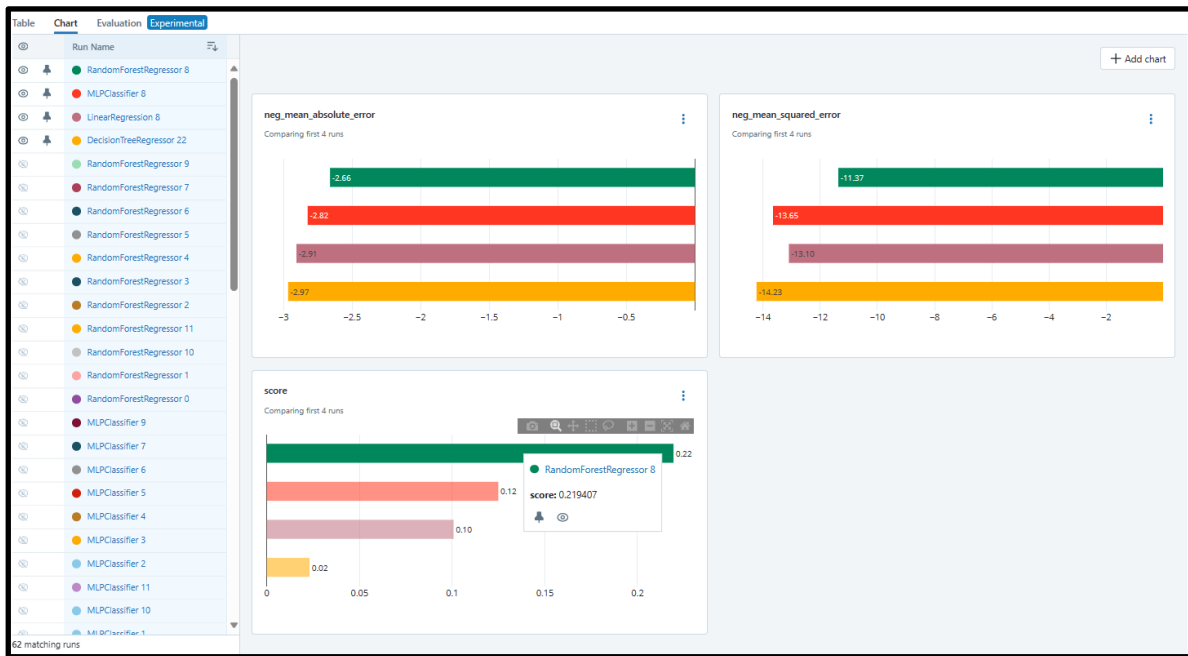 Table Chart Evaluation Experimental
Run Name
RandomForestRegressor 8
MLPClassifier 8
LinearRegression 8
DecisionTreeRegressor 22
RandomForestRegressor 9
RandomForestRegressor 7
RandomForestRegressor 6
RandomForestRegressor 5
RandomForestRegressor 4
RandomForestRegressor 3
RandomForestRegressor 2
RandomForestRegressor 11
RandomForestRegressor 10
RandomForestRegressor 1
RandomForestRegressor 0
MLPClassifier 9
MLPClassifier 7
MLPClassifier 6
MLPClassifier 5
MLPClassifier 4
MLPClassifier 3
MLPClassifier 2
MLPClassifier 11
MLPClassifier 10
MLPClassifier 1
62 matching runs
+ Add chart
neg_mean_absolute_error
Comparing first 4 runs
-2.66
-2.82
-2.91
-2.97
−3 −2.5 −2 −1.5 −1 −0.5
neg_mean_squared_error
Comparing first 4 runs
-11.37
-13.65
-13.10
-14.23
−14 −12 −10 −8 −6 −4 −2
score
Comparing first 4 runs
0.22
0.12
0.10
0.02
RandomForestRegressor 8
score: 0.219407
0 0.05 0.1 0.15 0.2